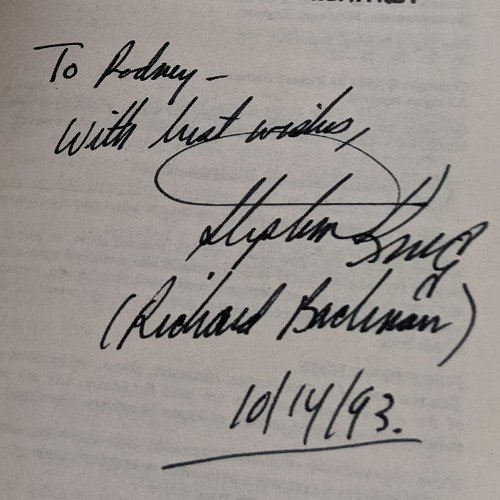 To Rodney –
With best wishes,
Stephen King
(Richard Bachman)
10/14/93.